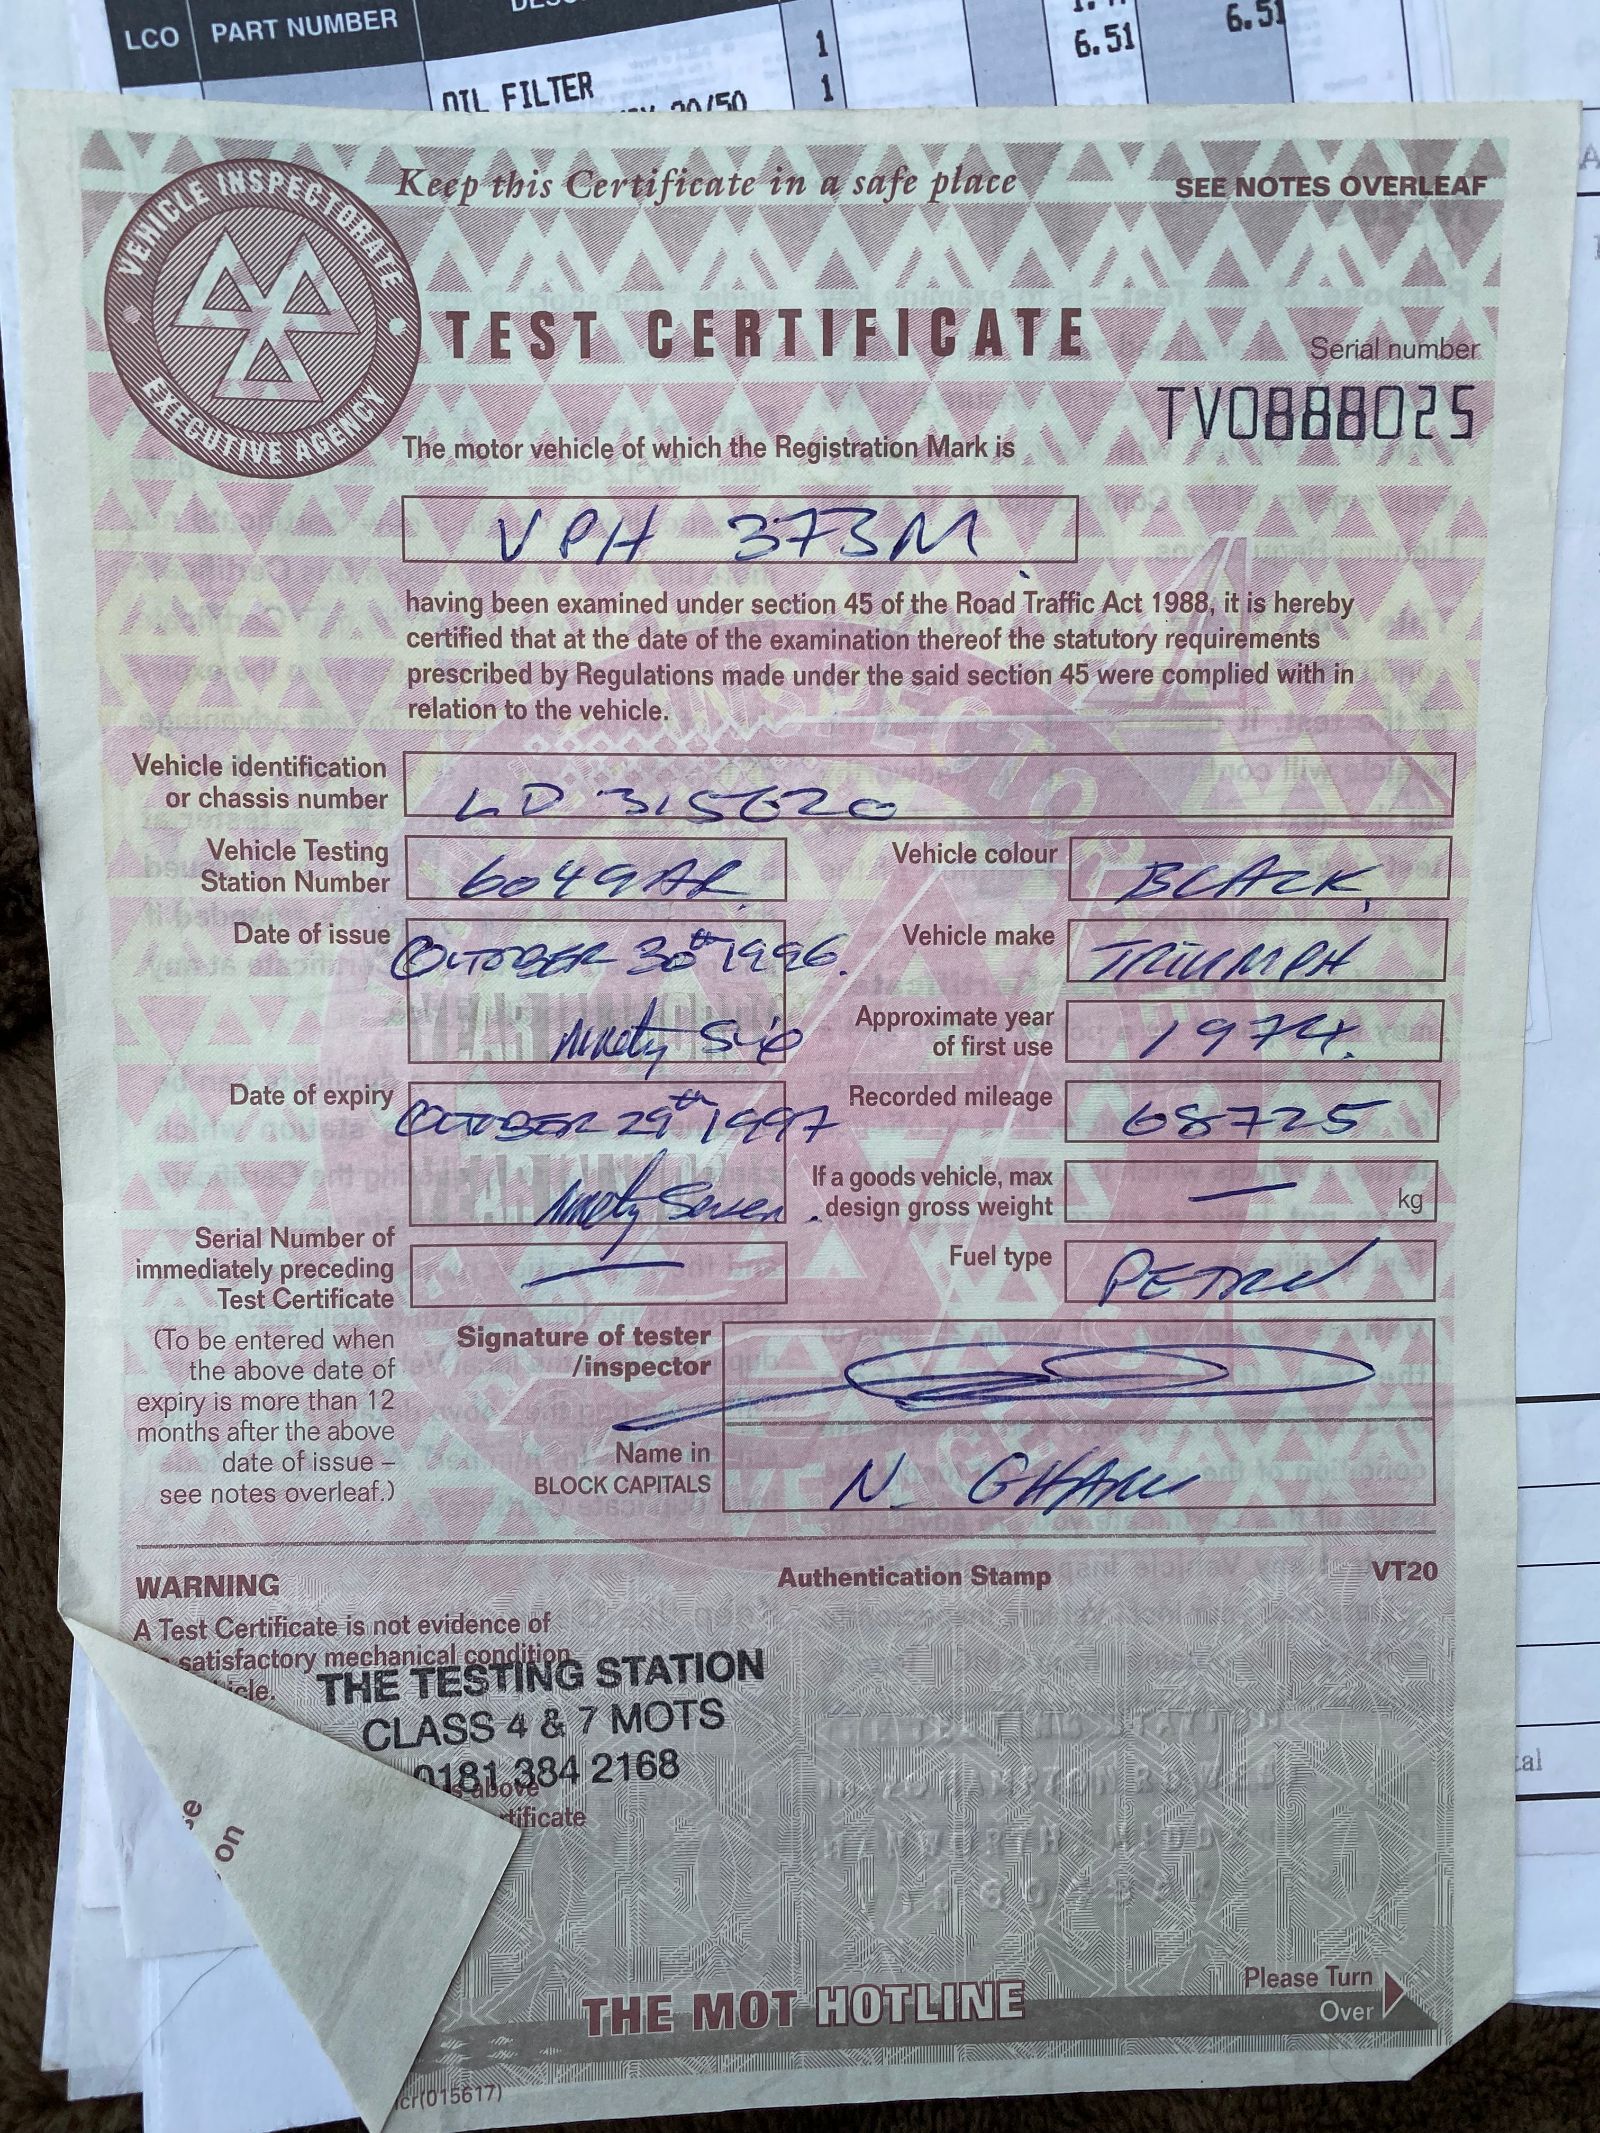 LCO PART NUMBER
1
6.51 6.51
OIL FILTER 1
20/50
VEHICLE INSPECTORATE
EXECUTIVE AGENCY
Keep this Certificate in a safe place
SEE NOTES OVERLEAF
TEST CERTIFICATE
Serial number
TV0888025
The motor vehicle of which the Registration Mark is
VPH 373M
having been examined under section 45 of the Road Traffic Act 1988, it is hereby
certified that at the date of the examination thereof the statutory requirements
prescribed by Regulations made under the said section 45 were complied with in
relation to the vehicle.
Vehicle identification
or chassis number
LD 315620
Vehicle Testing
Station Number
6049AR
Vehicle colour
BLACK
Date of issue
OCTOBER 30th 1996.
Ninety Six
Vehicle make
TRIUMPH
Approximate year
of first use
1974.
Date of expiry
OCTOBER 29th 1997
Ninety Seven.
Recorded mileage
68725
If a goods vehicle, max
design gross weight
— kg
Serial Number of
immediately preceding
Test Certificate
—
Fuel type
PETROL
(To be entered when
the above date of
expiry is more than 12
months after the above
date of issue –
see notes overleaf.)
Signature of tester
/inspector
Name in
BLOCK CAPITALS
N.
WARNING
A Test Certificate is not evidence of
satisfactory mechanical condition
Authentication Stamp
VT20
THE TESTING STATION
CLASS 4 & 7 MOTS
0181 384 2168
above
THE MOT HOTLINE
Please Turn
Over
(015617)